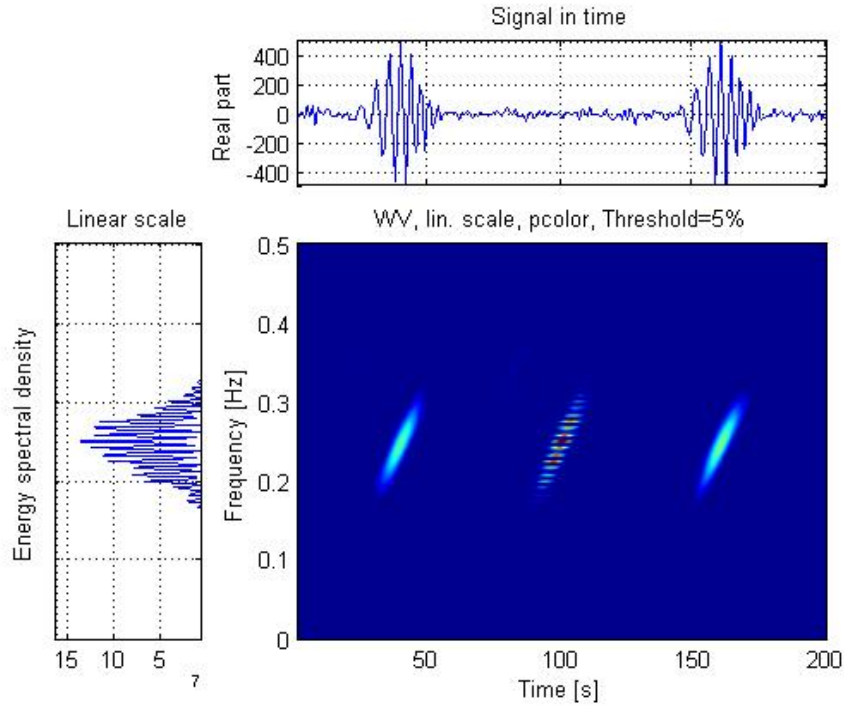 Signal in time
Real part
400
200
0
-200
-400
Linear scale
WV, lin. scale, pcolor, Threshold=5%
Energy spectral density
15 10 5
7
Frequency [Hz]
0.5
0.4
0.3
0.2
0.1
0
50 100 150 200
Time [s]